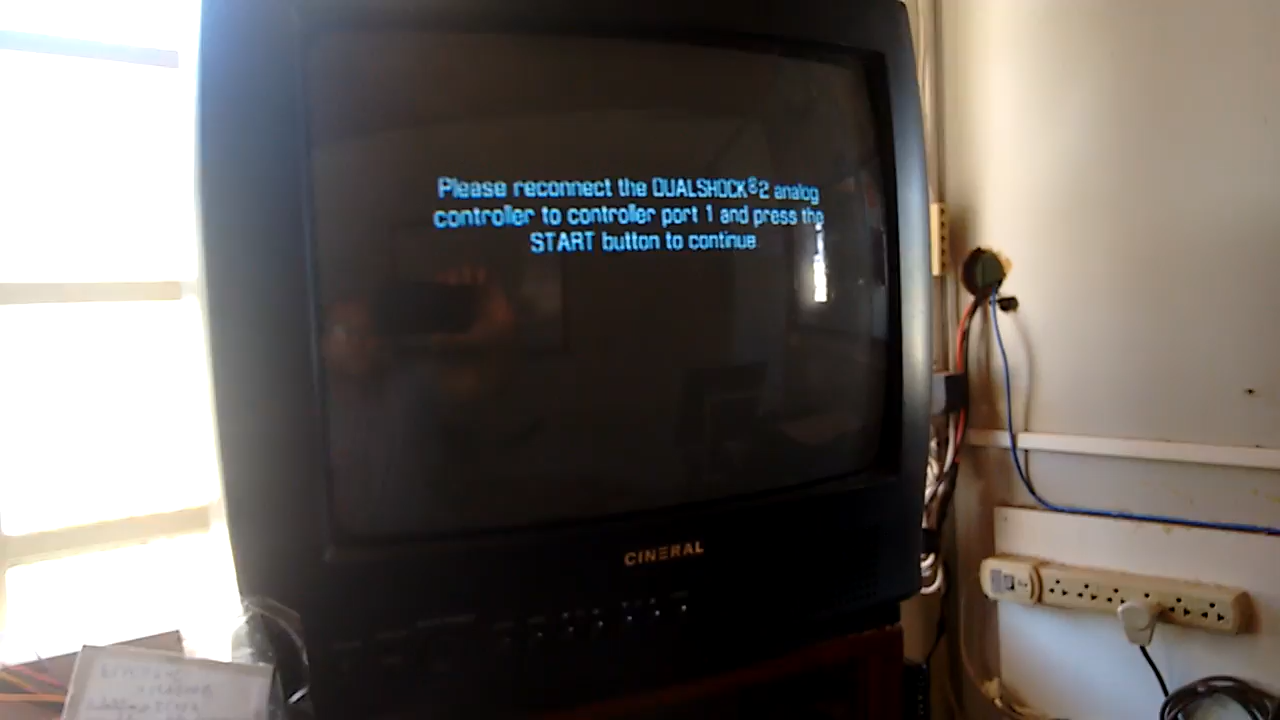 Please reconnect the DUALSHOCK®2 analog
controller to controller port 1 and press the
START button to continue
CINERAL